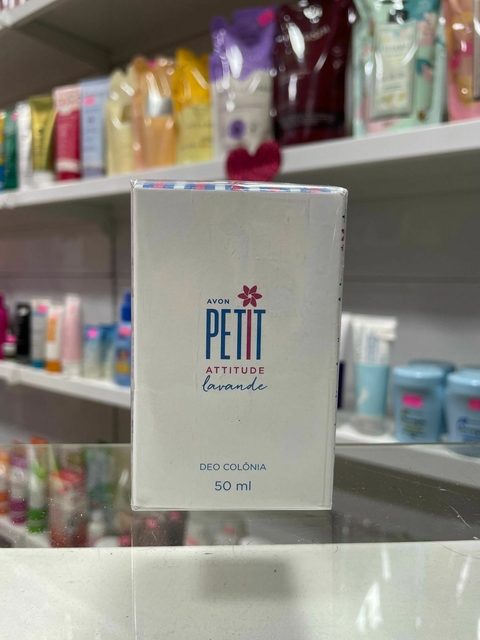 AVON
PETIT
ATTITUDE
lavande
DEO COLÔNIA
50 ml